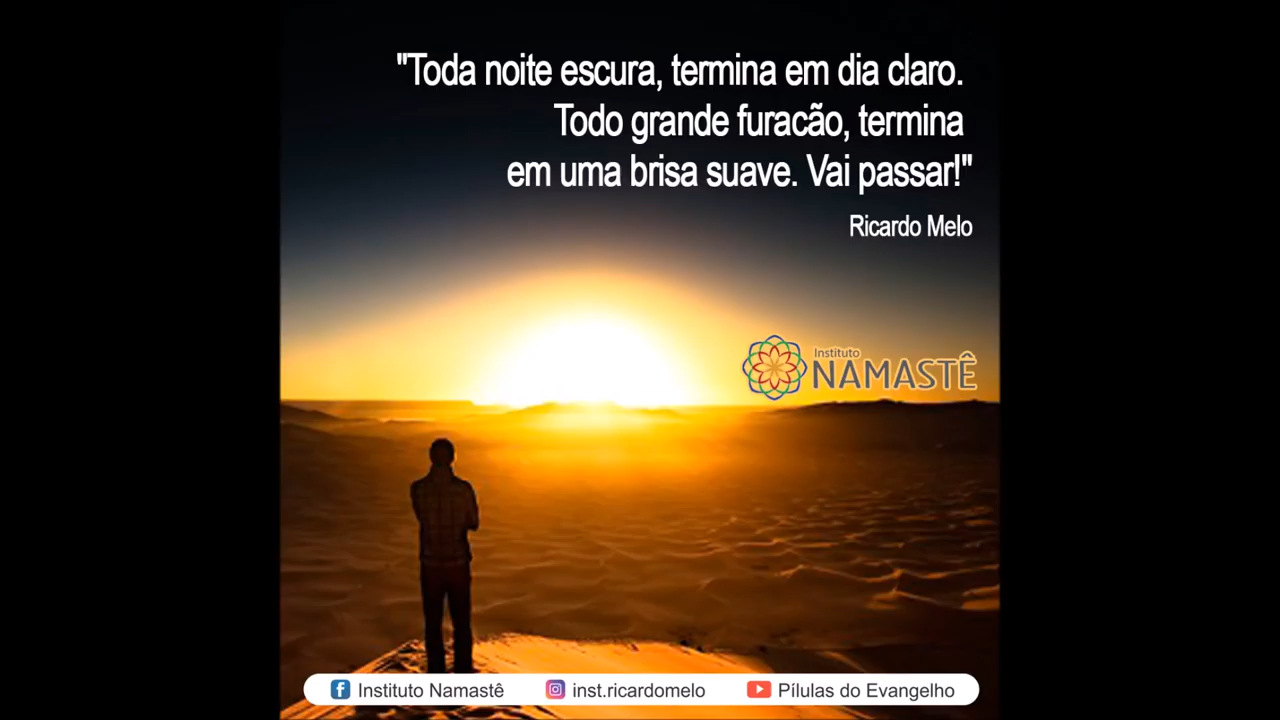 "Toda noite escura, termina em dia claro.
Todo grande furacão, termina
em uma brisa suave. Vai passar!"
Ricardo Melo
Instituto
NAMASTÊ
Instituto Namastê
inst.ricardomelo
Pílulas do Evangelho